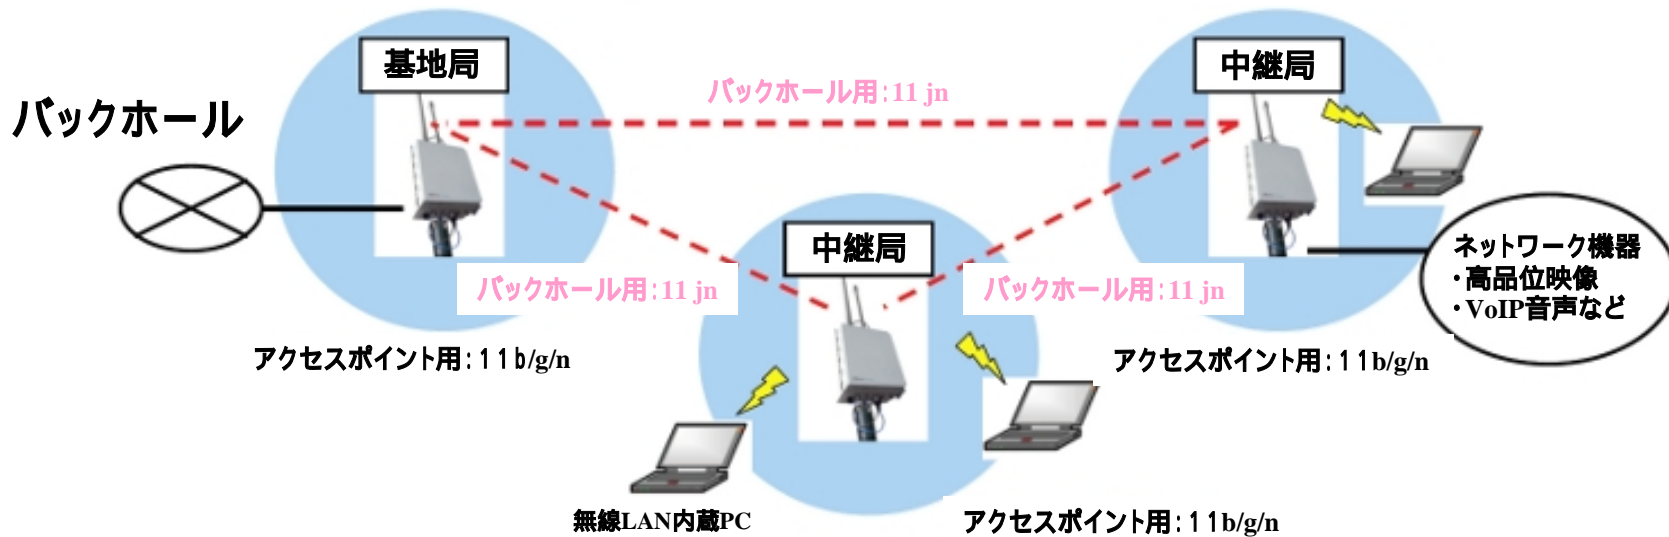 基地局
中継局
バックホール用:11 jn
バックホール
中継局
ネットワーク機器
・高品位映像
・VoIP音声など
バックホール用:11 jn
バックホール用:11 jn
アクセスポイント用:11b/g/n
アクセスポイント用:11b/g/n
無線LAN内蔵PC
アクセスポイント用:11b/g/n